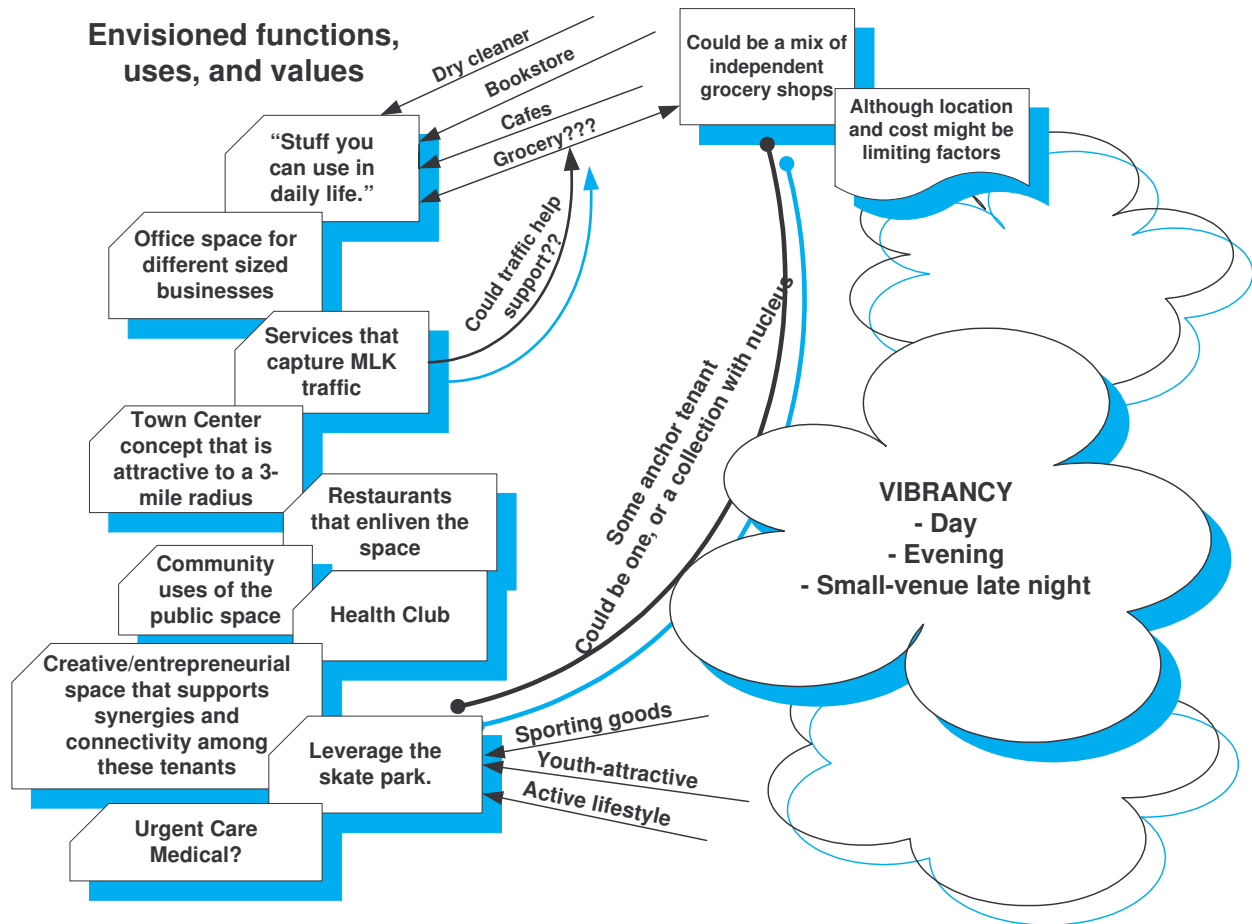 Envisioned functions,
uses, and values
Dry cleaner
Bookstore
Cafes
Grocery???
Could be a mix of
independent
grocery shops
Although location
and cost might be
limiting factors
“Stuff you
can use in
daily life.”
Office space for
different sized
businesses
Services that
capture MLK
traffic
Could traffic help
support??
Town Center
concept that is
attractive to a 3-
mile radius
Restaurants
that enliven the
space
Community
uses of the
public space
Health Club
Creative/entrepreneurial
space that supports
synergies and
connectivity among
these tenants
Leverage the
skate park.
Urgent Care
Medical?
Some anchor tenant
Could be one, or a collection with nucleus
Sporting goods
Youth-attractive
Active lifestyle
VIBRANCY
- Day
- Evening
- Small-venue late night